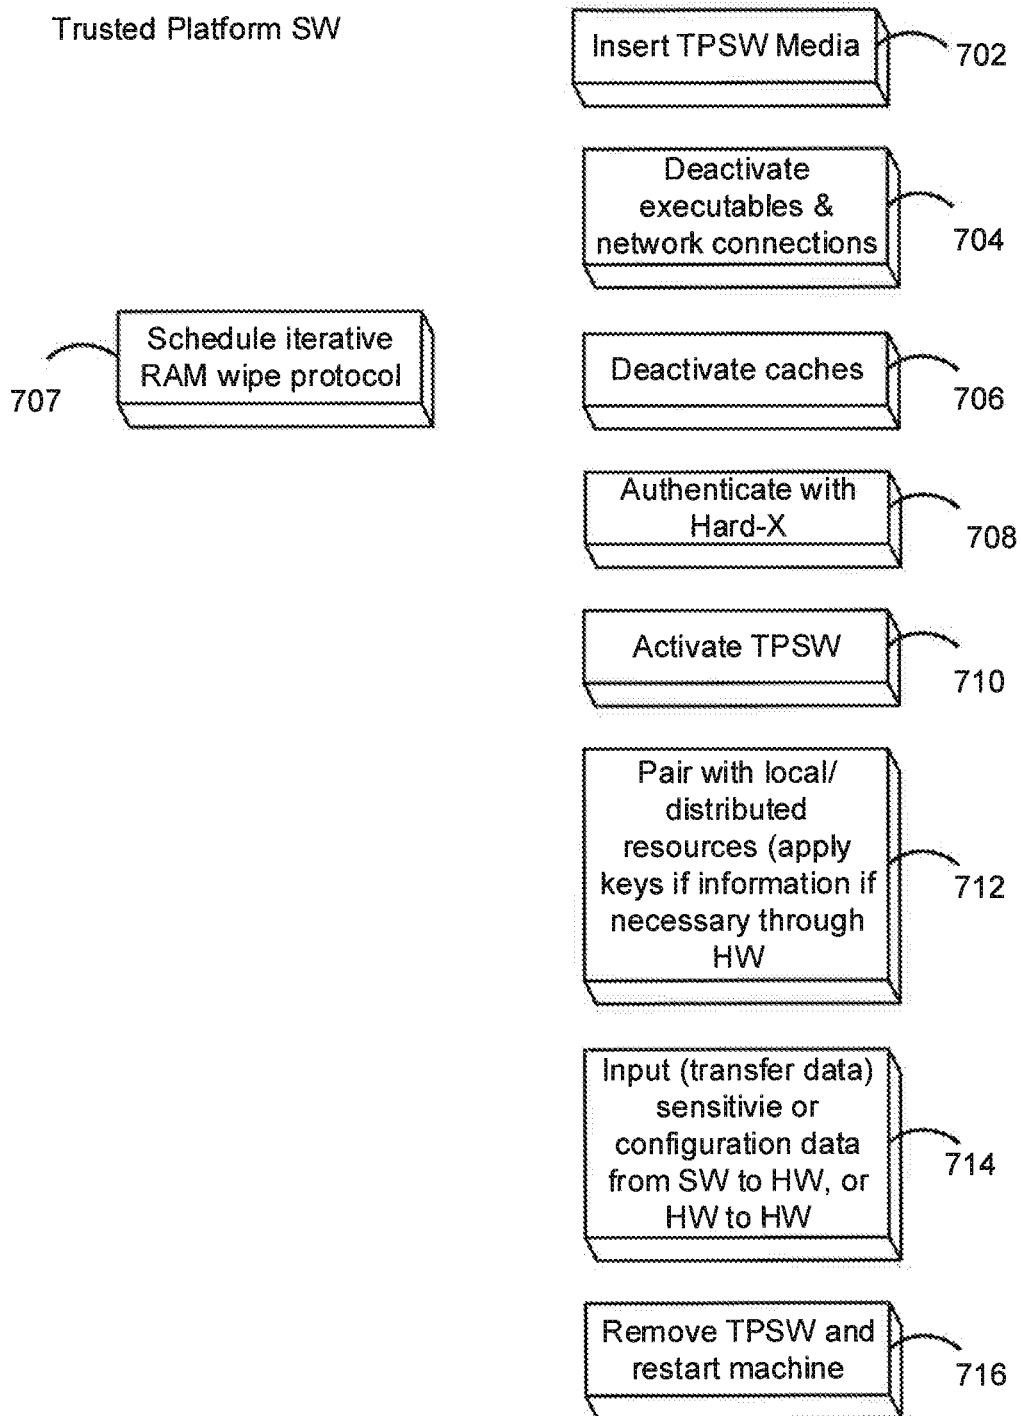 Trusted Platform SW
Insert TPSW Media
702
Deactivate
executables &
network connections
704
Schedule iterative
RAM wipe protocol
707
Deactivate caches
706
Authenticate with
Hard-X
708
Activate TPSW
710
Pair with local/
distributed
resources (apply
keys if information if
necessary through
HW
712
Input (transfer data)
sensitivie or
configuration data
from SW to HW, or
HW to HW
714
Remove TPSW and
restart machine
716